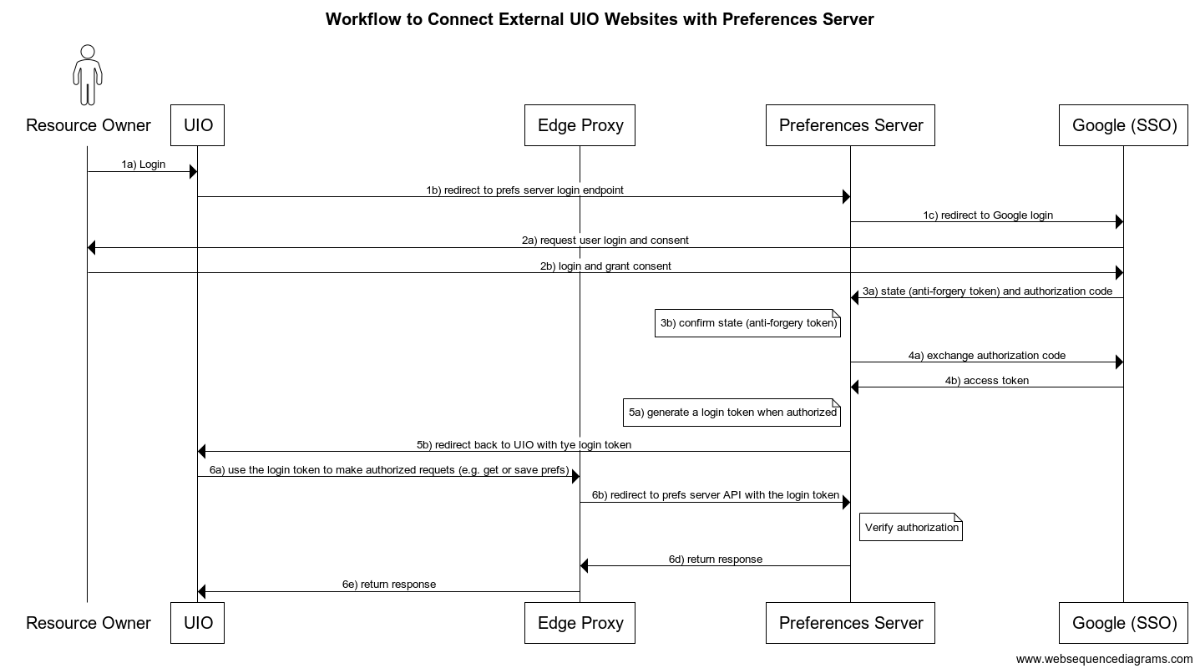 Workflow to Connect External UIO Websites with Preferences Server
Resource Owner
UIO
Edge Proxy
Preferences Server
Google (SSO)
1a) Login
1b) redirect to prefs server login endpoint
1c) redirect to Google login
2a) request user login and consent
2b) login and grant consent
3a) state (anti-forgery token) and authorization code
3b) confirm state (anti-forgery token)
4a) exchange authorization code
4b) access token
5a) generate a login token when authorized
5b) redirect back to UIO with tye login token
6a) use the login token to make authorized requets (e.g. get or save prefs)
6b) redirect to prefs server API with the login token
Verify authorization
6d) return response
6e) return response
Resource Owner
UIO
Edge Proxy
Preferences Server
Google (SSO)
www.websequencediagrams.com